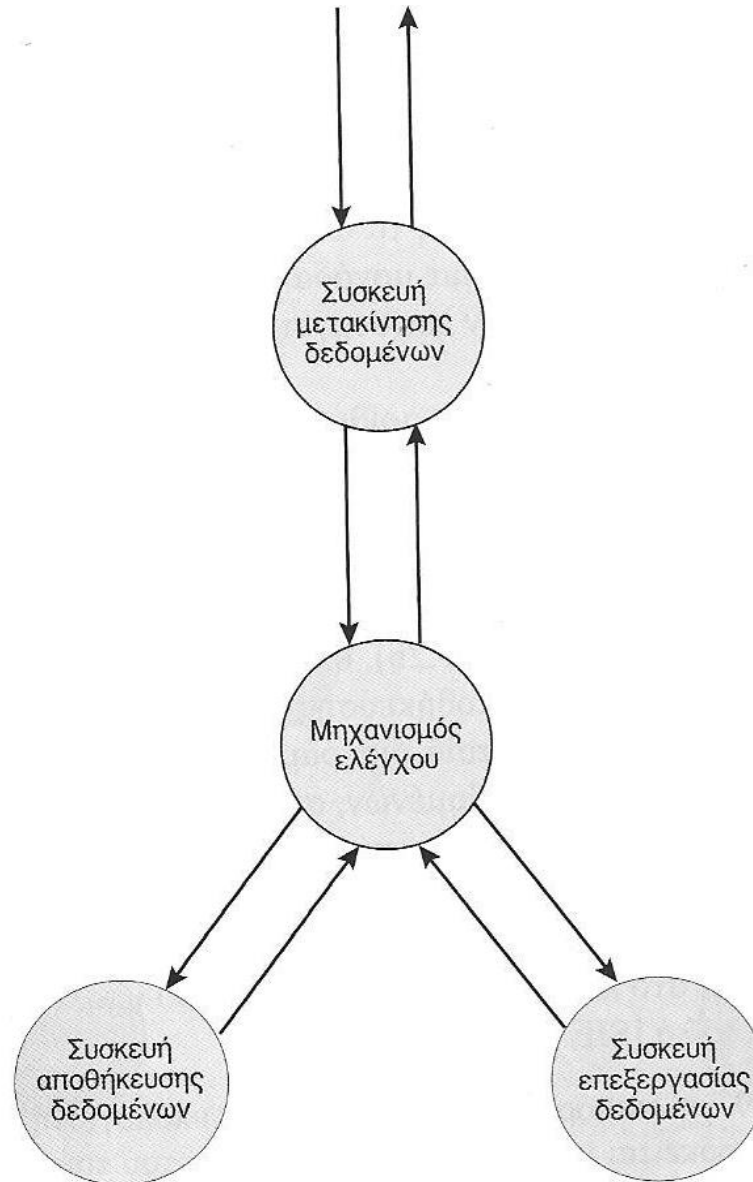 Συσκευή
μετακίνησης
δεδομένων
Μηχανισμός
ελέγχου
Συσκευή
αποθήκευσης
δεδομένων
Συσκευή
επεξεργασίας
δεδομένων